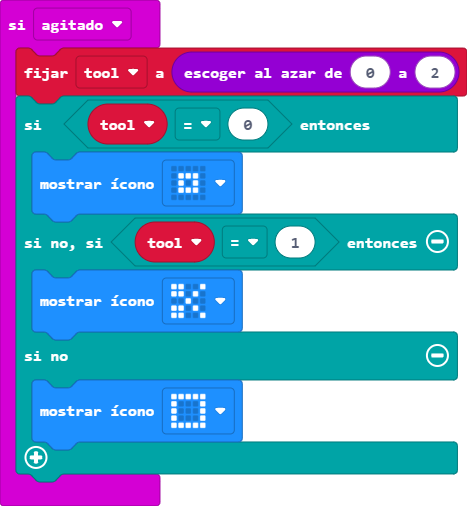 si agitado
fijar tool a escoger al azar de 0 a 2
si tool = 0 entonces
mostrar ícono
si no, si tool = 1 entonces
mostrar ícono
si no
mostrar ícono